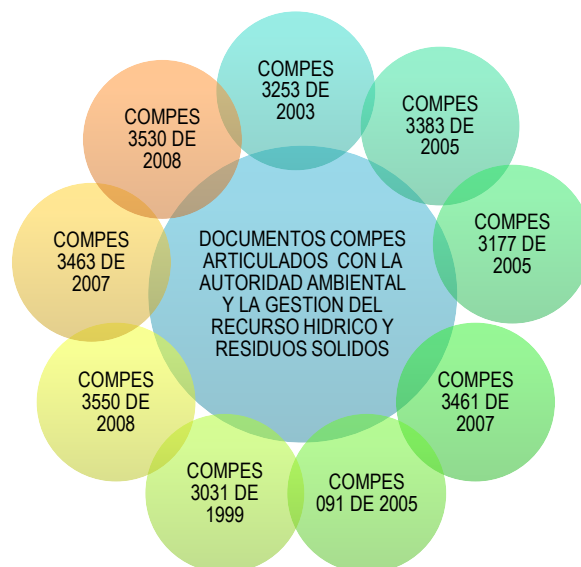 COMPES
3253 DE
2003
COMPES
3383 DE
2005
COMPES
3177 DE
2005
COMPES
3461 DE
2007
COMPES
091 DE 2005
COMPES
3031 DE
1999
COMPES
3550 DE
2008
COMPES
3463 DE
2007
COMPES
3530 DE
2008
DOCUMENTOS COMPES
ARTICULADOS CON LA
AUTORIDAD AMBIENTAL
Y LA GESTION DEL
RECURSO HIDRICO Y
RESIDUOS SOLIDOS